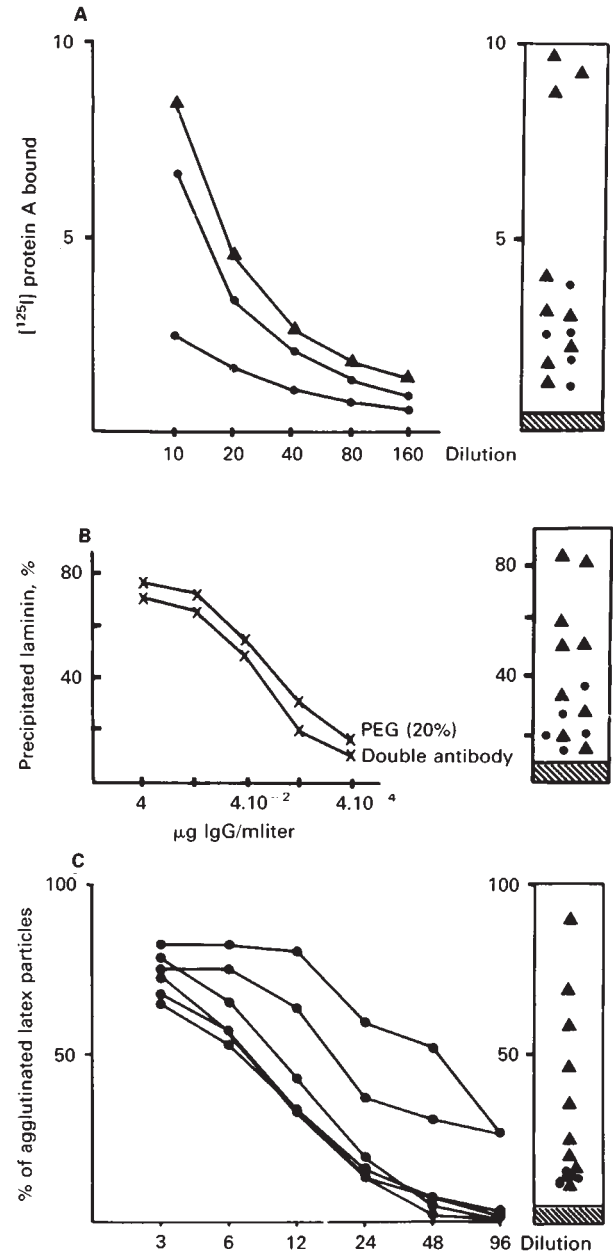 A
10
5
[¹²⁵I] protein A bound
10 20 40 80 160 Dilution
10
5
B
80
40
Precipitated laminin, %
PEG (20%)
Double antibody
4 4.10⁻² 4.10⁻⁴
µg IgG/mliter
80
40
C
100
50
% of agglutinated latex particles
3 6 12 24 48 96 Dilution
100
50